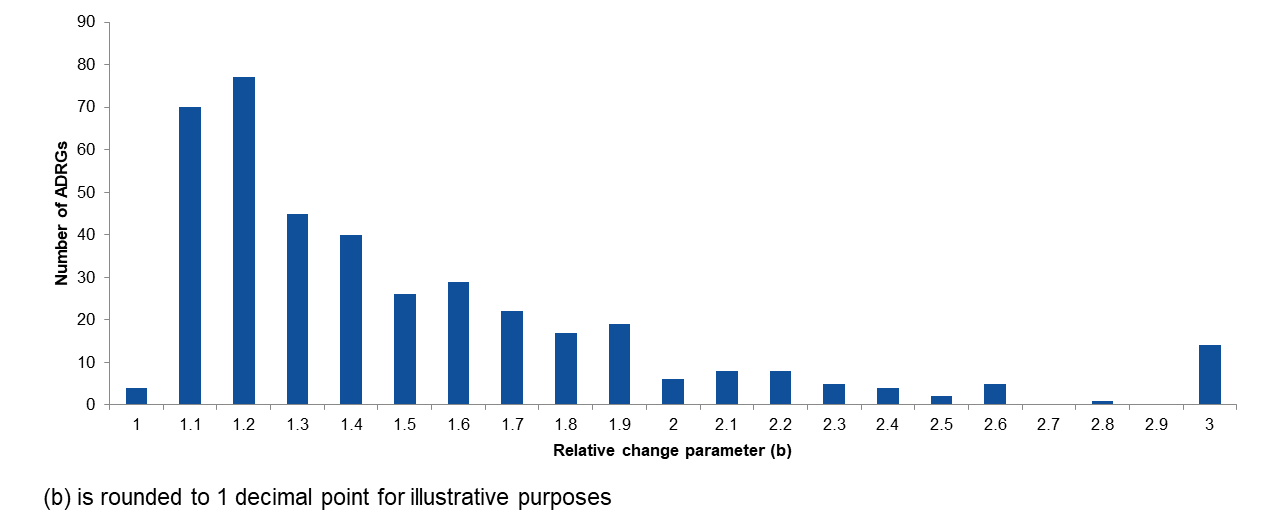 90
80
70
60
50
40
30
20
10
0
Number of ADRGs
1 1.1 1.2 1.3 1.4 1.5 1.6 1.7 1.8 1.9 2 2.1 2.2 2.3 2.4 2.5 2.6 2.7 2.8 2.9 3
Relative change parameter (b)
(b) is rounded to 1 decimal point for illustrative purposes